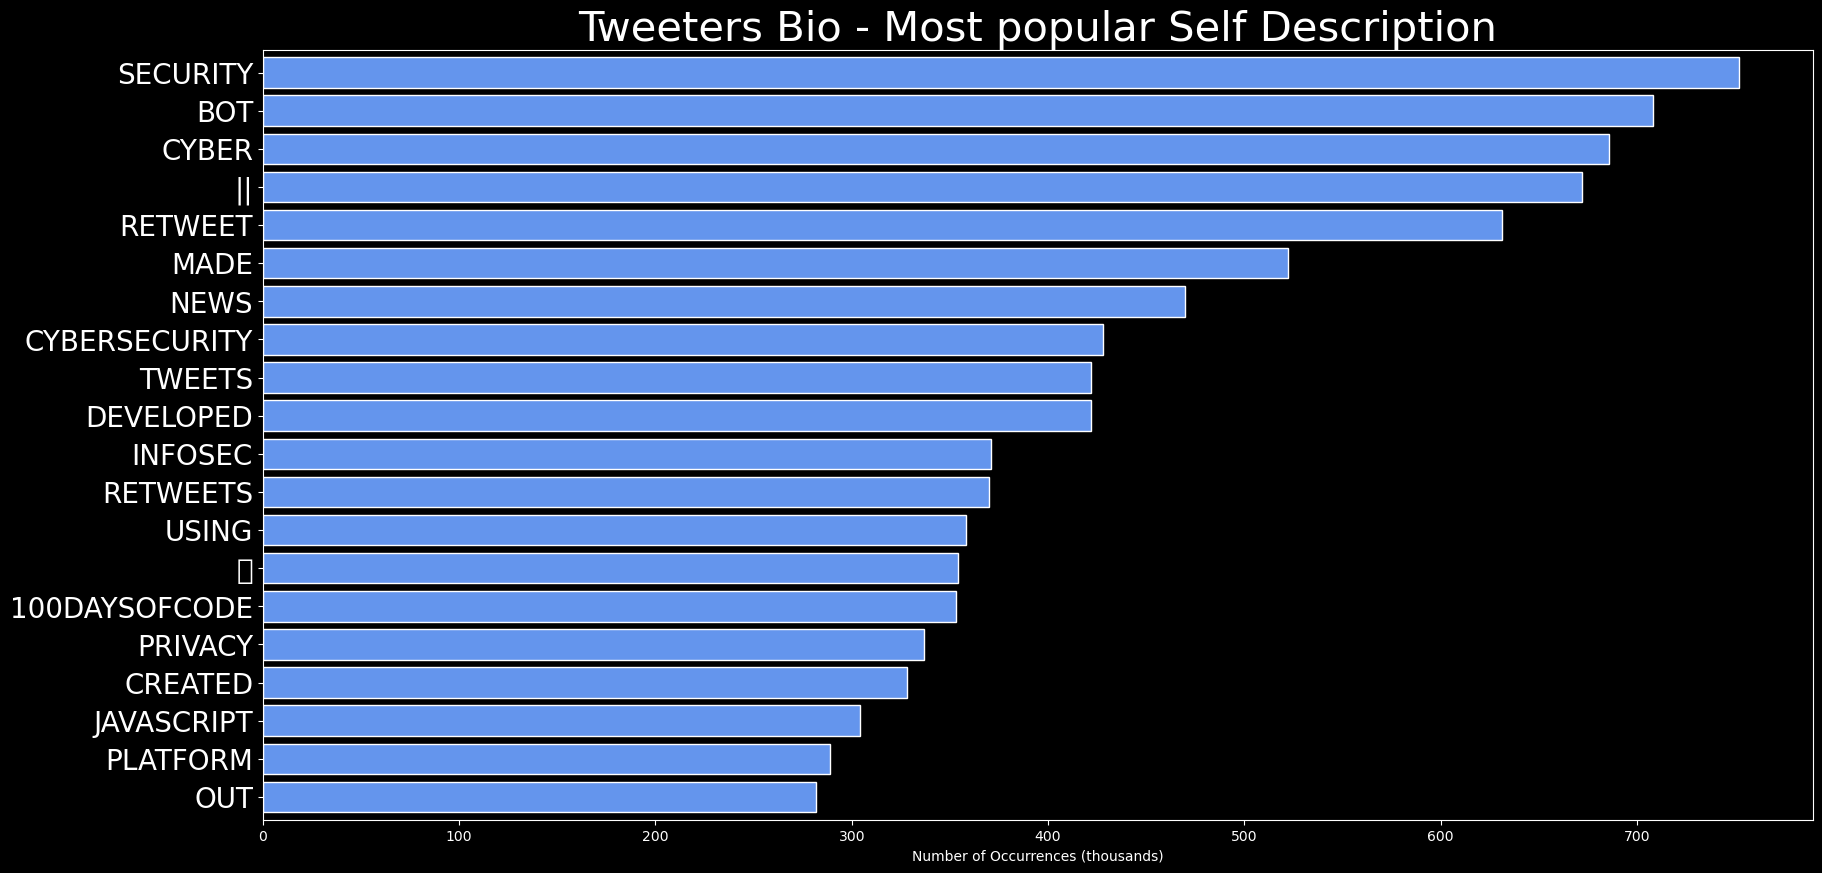 Tweeters Bio - Most popular Self Description
SECURITY
BOT
CYBER
||
RETWEET
MADE
NEWS
CYBERSECURITY
TWEETS
DEVELOPED
INFOSEC
RETWEETS
USING
100DAYSOFCODE
PRIVACY
CREATED
JAVASCRIPT
PLATFORM
OUT
0 100 200 300 400 500 600 700
Number of Occurrences (thousands)